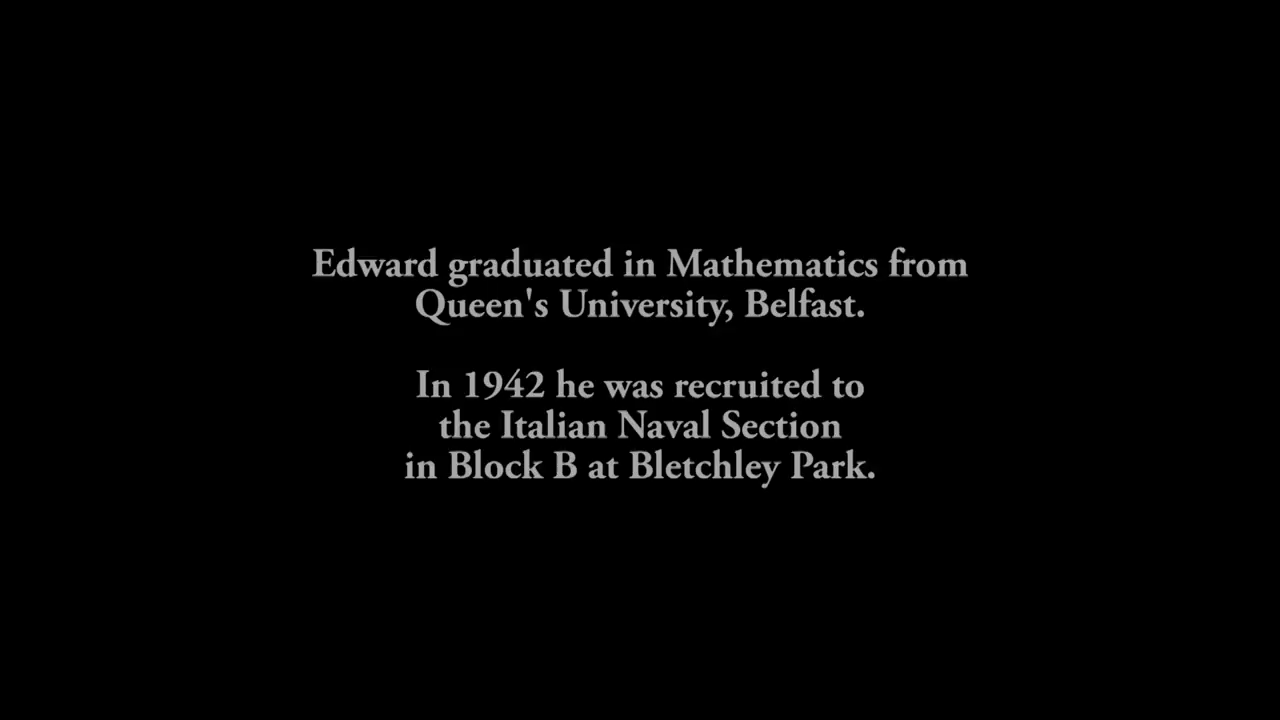 Edward graduated in Mathematics from
Queen's University, Belfast.
In 1942 he was recruited to
the Italian Naval Section
in Block B at Bletchley Park.